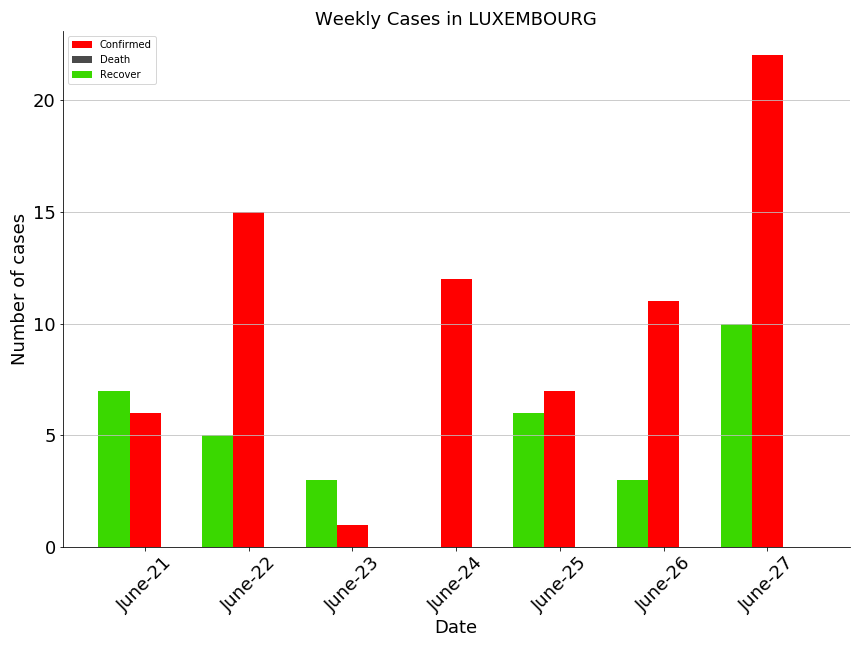 Weekly Cases in LUXEMBOURG
Confirmed
Death
Recover
Number of cases
20
15
10
5
0
June-21
June-22
June-23
June-24
June-25
June-26
June-27
Date